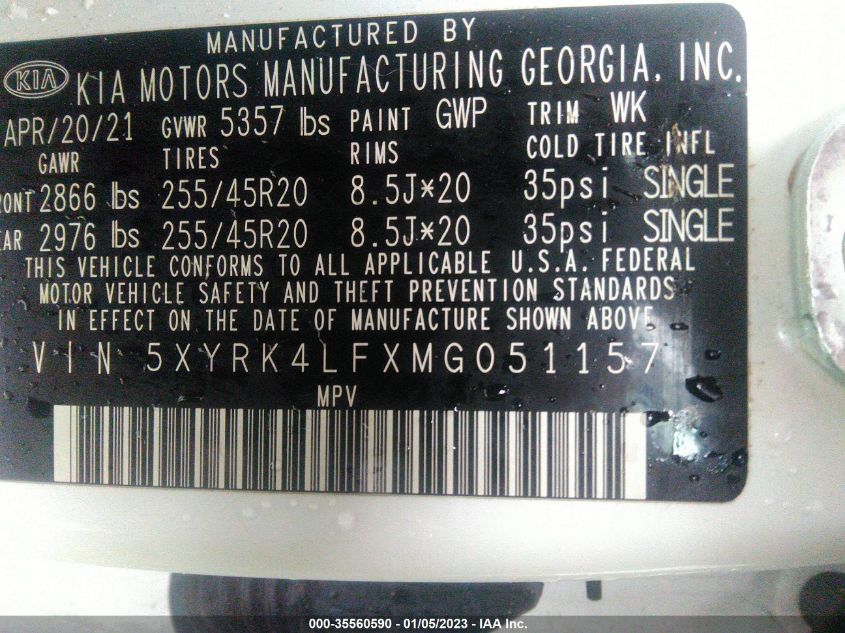 MANUFACTURED BY
KIA KIA MOTORS MANUFACTURING GEORGIA, INC.
APR/20/21 GVWR 5357 lbs PAINT GWP TRIM WK
GAWR TIRES RIMS COLD TIRE INFL
RONT 2866 lbs 255/45R20 8.5J*20 35psi SINGLE
EAR 2976 lbs 255/45R20 8.5J*20 35psi SINGLE
THIS VEHICLE CONFORMS TO ALL APPLICABLE U.S.A. FEDERAL
MOTOR VEHICLE SAFETY AND THEFT PREVENTION STANDARDS
IN EFFECT ON THE DATE OF MANUFACTURE SHOWN ABOVE
VIN 5XYRK4LFXMG051157
MPV
000-35560590 - 01/05/2023 - IAA Inc.